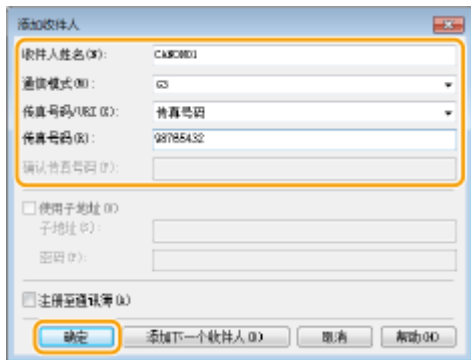 添加收件人
收件人姓名(N): CANON01
通信模式(M): G3
传真号码/URI(X): 传真号码
传真号码(R): 98765432
确认传真号码(F):
使用子地址(U)
子地址(S):
密码(P):
注册至通讯簿(A)
确定 添加下一个收件人(D) 取消 帮助(H)